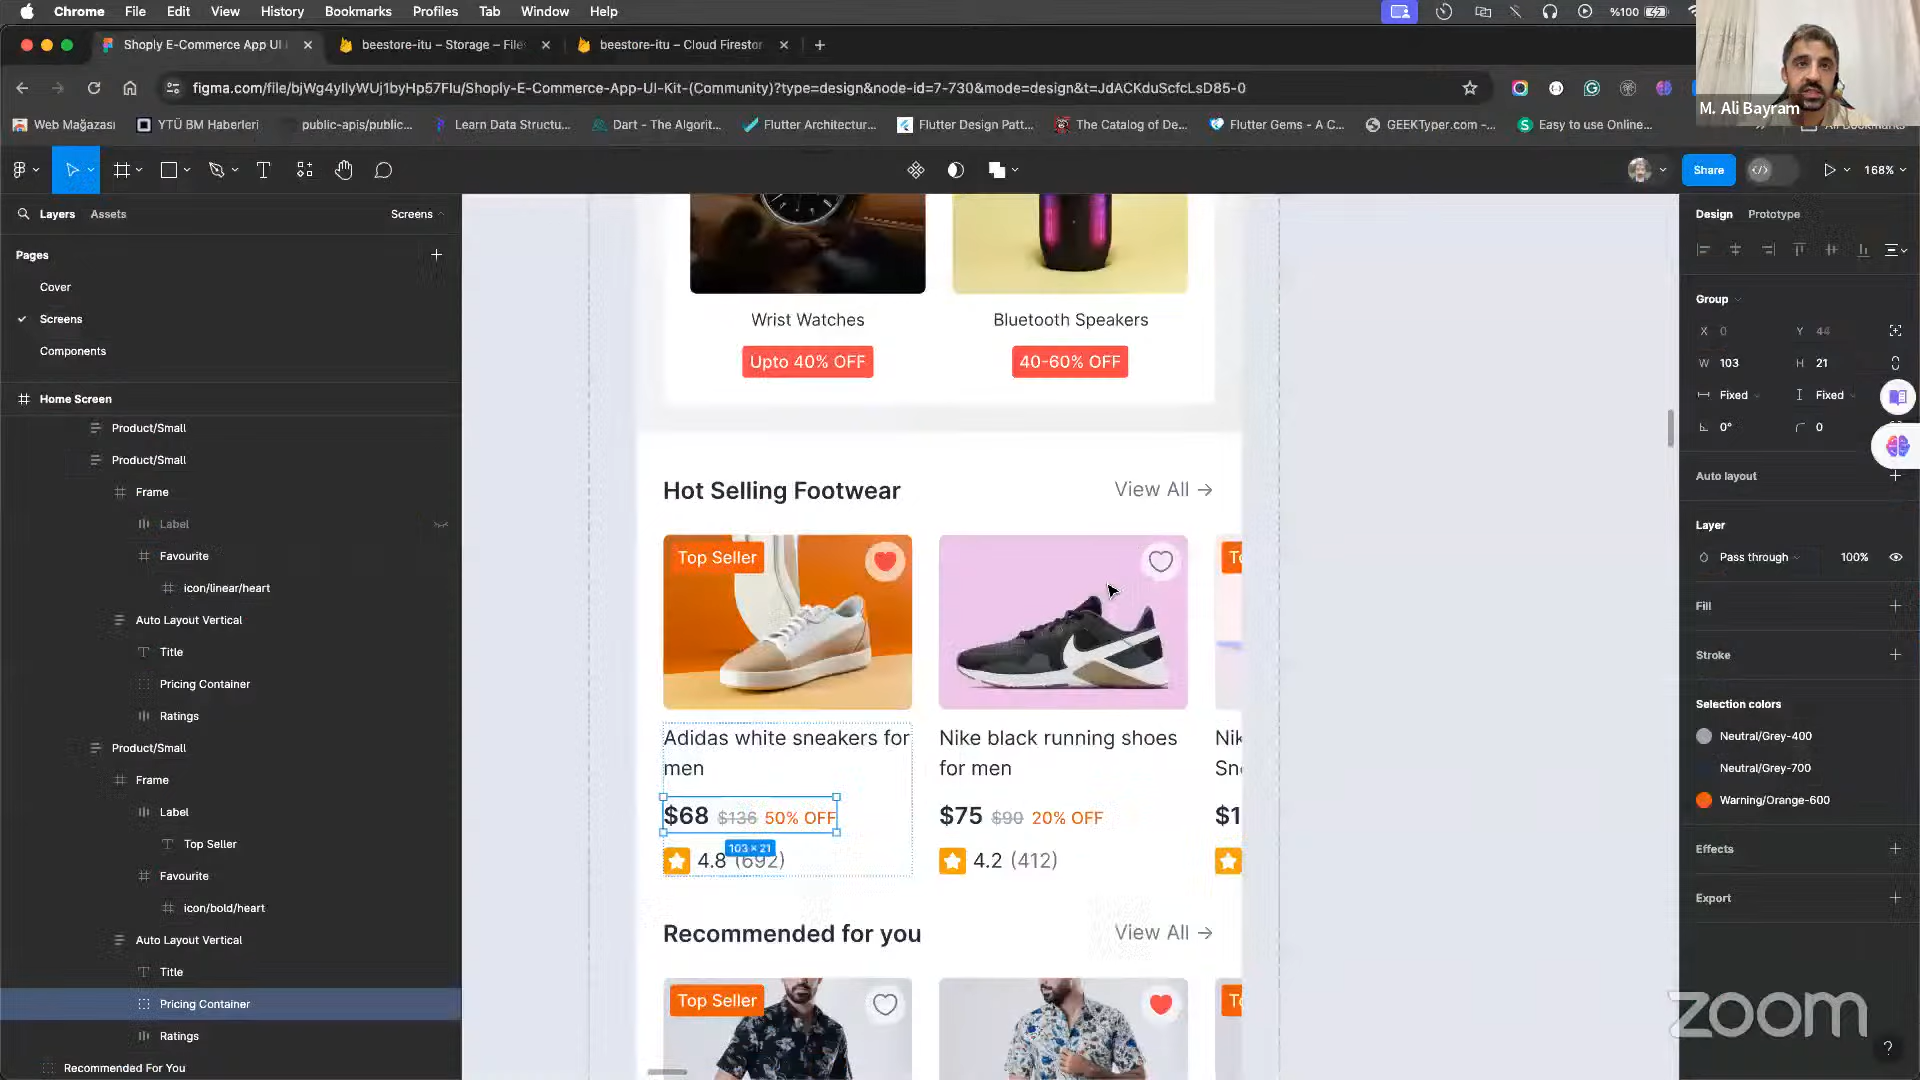 Chrome File Edit View History Bookmarks Profiles Tab Window Help %100
Shoply E-Commerce App UI
beestore-itu – Storage – File
beestore-itu – Cloud Firestor
figma.com/file/bjWg4yIlyWUj1byHp57Flu/Shoply-E-Commerce-App-UI-Kit-(Community)?type=design&node-id=7-730&mode=design&t=JdACKduScfcLsD85-0
M. Ali Bayram
Web Mağazası
YTÜ BM Haberleri
public-apis/public...
Learn Data Structu...
Dart - The Algorit...
Flutter Architectur...
Flutter Design Patt...
The Catalog of De...
Flutter Gems - A C...
GEEKTyper.com -...
Easy to use Online...
Share
168%
Layers
Assets
Screens
Pages
Cover
Screens
Components
Home Screen
Product/Small
Product/Small
Frame
Label
Favourite
icon/linear/heart
Auto Layout Vertical
Title
Pricing Container
Ratings
Product/Small
Frame
Label
Top Seller
Favourite
icon/bold/heart
Auto Layout Vertical
Title
Pricing Container
Ratings
Recommended For You
Wrist Watches
Upto 40% OFF
Bluetooth Speakers
40-60% OFF
Hot Selling Footwear
View All →
Top Seller
Adidas white sneakers for
men
$68 $136 50% OFF
103 × 21
4.8 (692)
Nike black running shoes
for men
$75 $90 20% OFF
4.2 (412)
Recommended for you
View All →
Top Seller
Design
Prototype
Group
X 0 Y 44
W 103 H 21
Fixed Fixed
0° 0
Auto layout
Layer
Pass through 100%
Fill
Stroke
Selection colors
Neutral/Grey-400
Neutral/Grey-700
Warning/Orange-600
Effects
Export
zoom
?